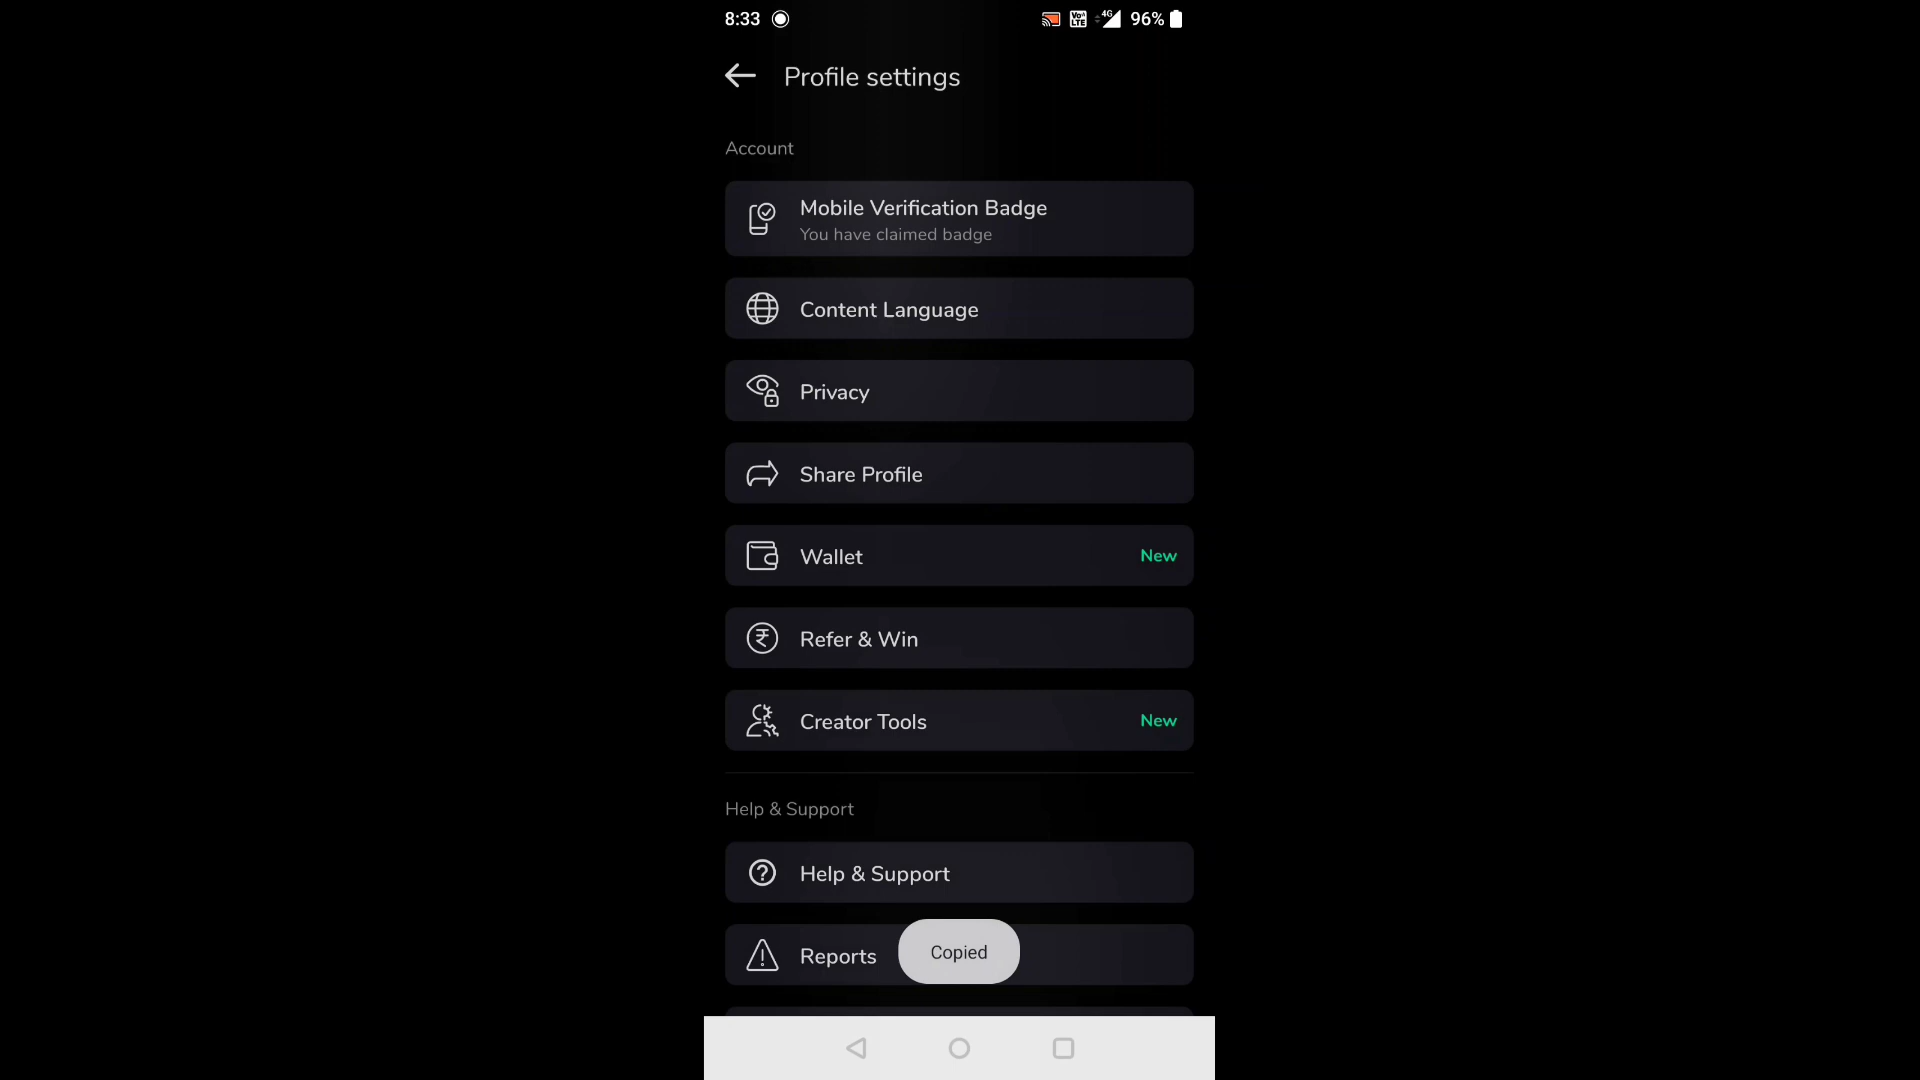 8:33 4G 96%
Profile settings
Account
Mobile Verification Badge
You have claimed badge
Content Language
Privacy
Share Profile
Wallet New
Refer & Win
Creator Tools New
Help & Support
Help & Support
Reports
Copied